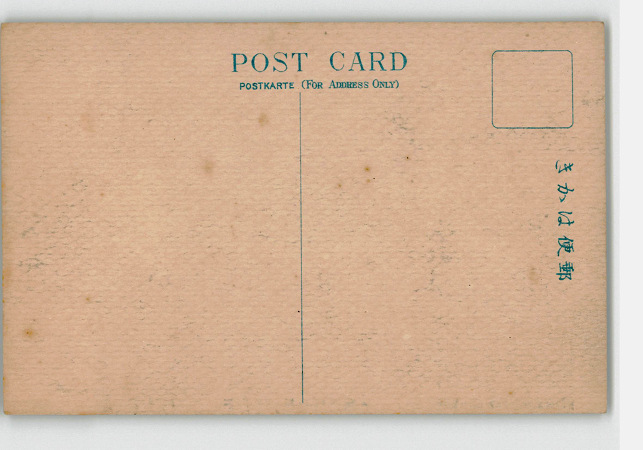 POST CARD
POSTKARTE (FOR ADDRESS ONLY)
郵便はかき